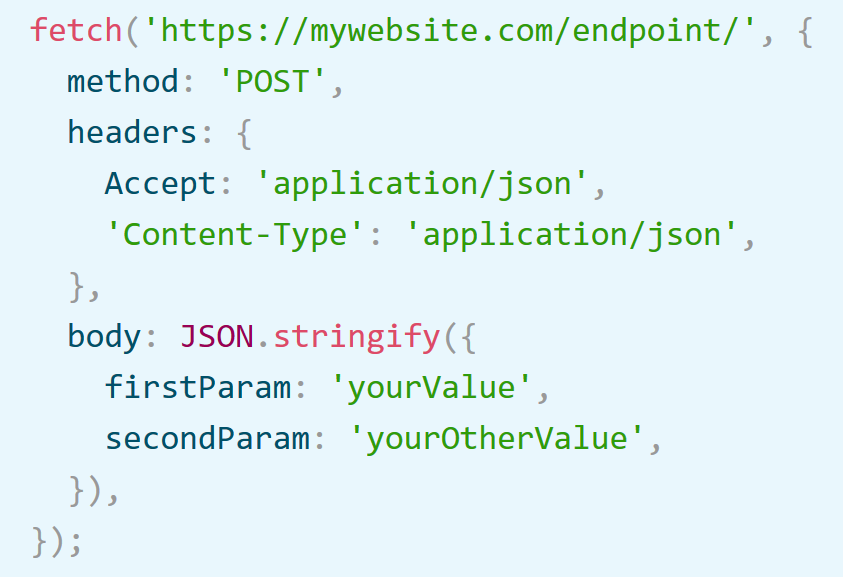 fetch('https://mywebsite.com/endpoint/', {
  method: 'POST',
  headers: {
    Accept: 'application/json',
    'Content-Type': 'application/json',
  },
  body: JSON.stringify({
    firstParam: 'yourValue',
    secondParam: 'yourOtherValue',
  }),
});